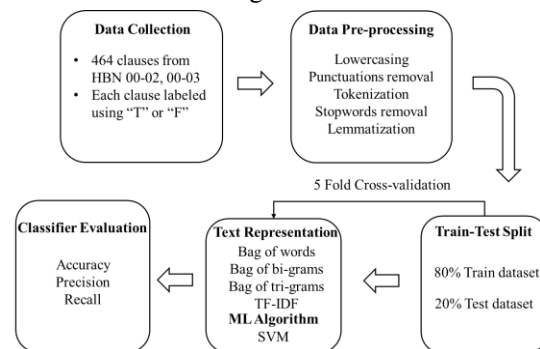 Data Collection
• 464 clauses from
HBN 00-02, 00-03
• Each clause labeled
using “T” or “F”
Data Pre-processing
Lowercasing
Punctuations removal
Tokenization
Stopwords removal
Lemmatization
5 Fold Cross-validation
Train-Test Split
80% Train dataset
20% Test dataset
Text Representation
Bag of words
Bag of bi-grams
Bag of tri-grams
TF-IDF
ML Algorithm
SVM
Classifier Evaluation
Accuracy
Precision
Recall